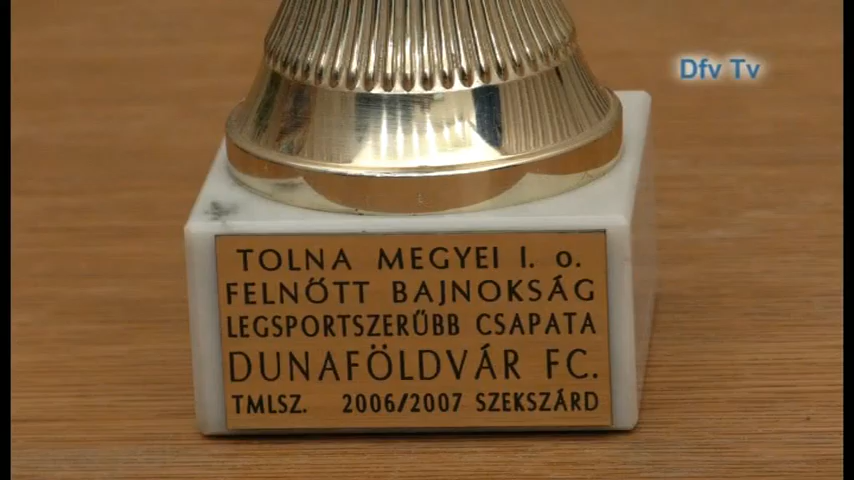 Dfv Tv
TOLNA MEGYEI I. o.
FELNŐTT BAJNOKSÁG
LEGSPORTSZERŰBB CSAPATA
DUNAFÖLDVÁR FC.
TMLSZ. 2006/2007 SZEKSZÁRD